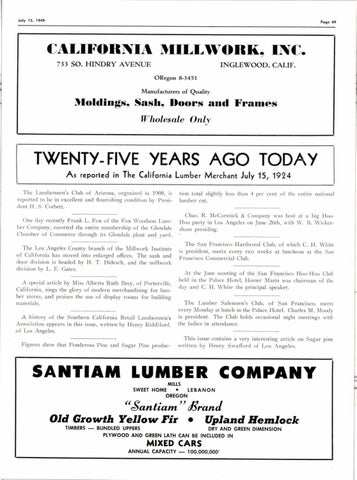 July 15, 1949
Page 69
CALIFORNIA MILLWORK, INC.
733 SO. HINDRY AVENUE
INGLEWOOD, CALIF.
ORegon 8-3451
Manufacturers of Quality
Moldings, Sash, Doors and Frames
Wholesale Only
TWENTY-FIVE YEARS AGO TODAY
As reported in The California Lumber Merchant July 15, 1924
The Lumbermen's Club of Arizona, organized in 1908, is
reported to be in excellent and flourishing condition by Presi-
dent H. S. Corbett.
One day recently Frank L. Fox of the Fox Woodson Lum-
ber Company, escorted the entire membership of the Glendale
Chamber of Commerce through its Glendale plant and yard.
The Los Angeles County branch of the Millwork Institute
of California has moved into enlarged offices. The sash and
door division is headed by H. T. Didesch, and the millwork
division by L. E. Gates.
A special article by Miss Alberta Ruth Brey, of Porterville,
California, sings the glory of modern merchandising for lum-
ber stores, and praises the use of display rooms for building
materials.
A history of the Southern California Retail Lumbermen's
Association appears in this issue, written by Henry Riddiford,
of Los Angeles.
Figures show that Ponderosa Pine and Sugar Pine produc-
tion total slightly less than 4 per cent of the entire national
lumber cut.
Chas. R. McCormick & Company was host at a big Hoo-
Hoo party in Los Angeles on June 26th, with W. B. Wicker-
sham presiding.
The San Francisco Hardwood Club, of which C. H. White
is president, meets every two weeks at luncheon at the San
Francisco Commercial Club.
At the June meeting of the San Francisco Hoo-Hoo Club
held in the Palace Hotel, Homer Martin was chairman of the
day and C. H. White the principal speaker.
The Lumber Salesmen's Club, of San Francisco, meets
every Monday at lunch in the Palace Hotel. Charles M. Moody
is president. The Club holds occasional night meetings with
the ladies in attendance.
This issue contains a very interesting article on Sugar pine
written by Henry Swafford of Los Angeles.
SANTIAM LUMBER COMPANY
MILLS
SWEET HOME • LEBANON
OREGON
"Santiam" Brand
Old Growth Yellow Fir • Upland Hemlock
TIMBERS — BUNDLED UPPERS
DRY AND GREEN DIMENSION
PLYWOOD AND GREEN LATH CAN BE INCLUDED IN
MIXED CARS
ANNUAL CAPACITY — 100,000,000'